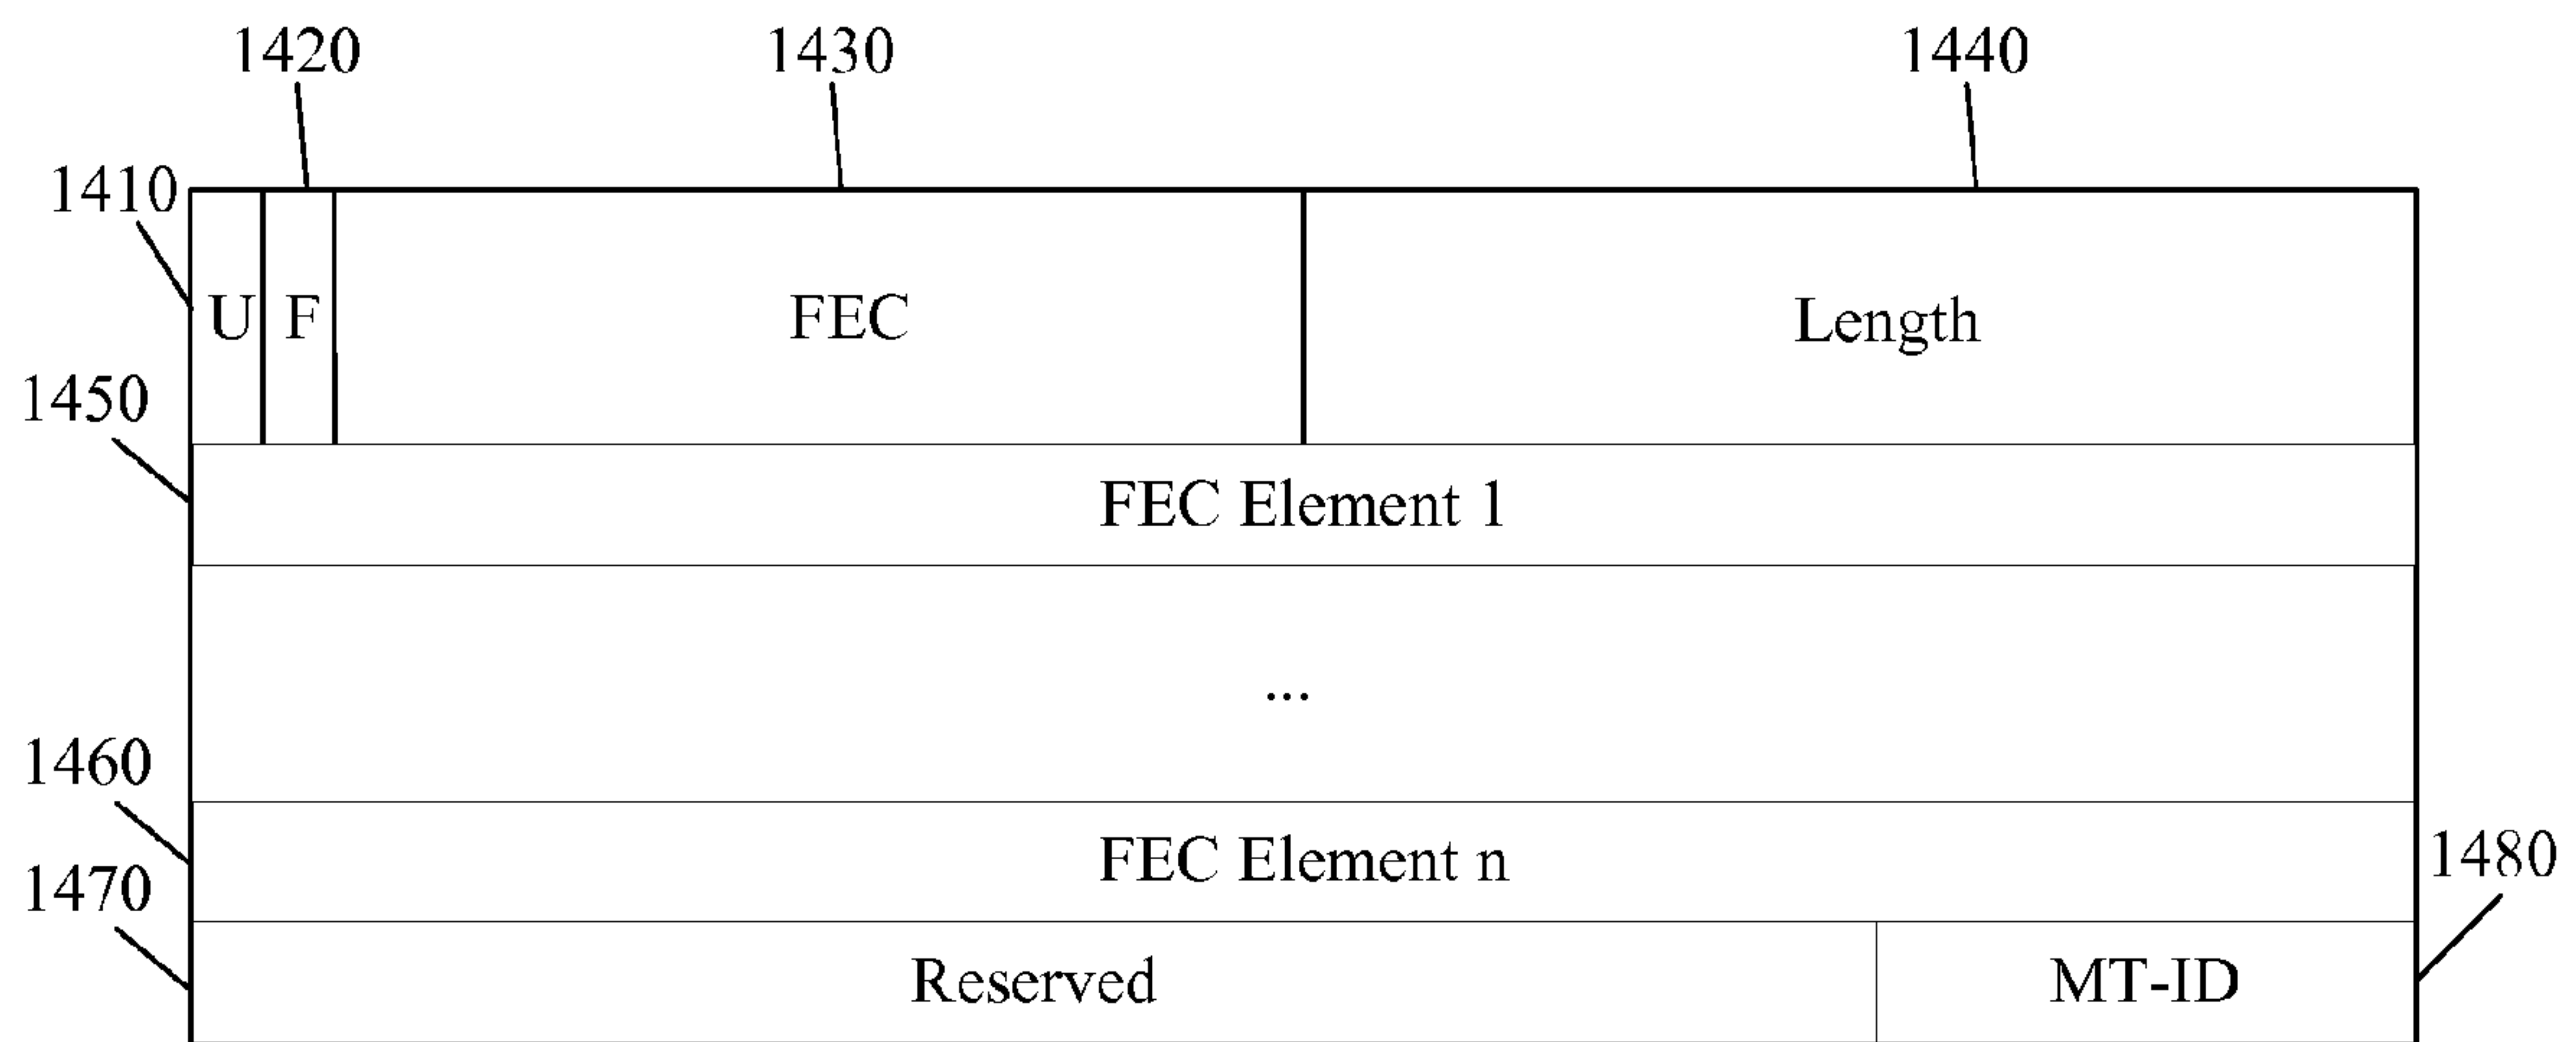 1420 1430 1440
1410
U F FEC Length
1450
FEC Element 1
...
1460
FEC Element n
1480
1470
Reserved MT-ID